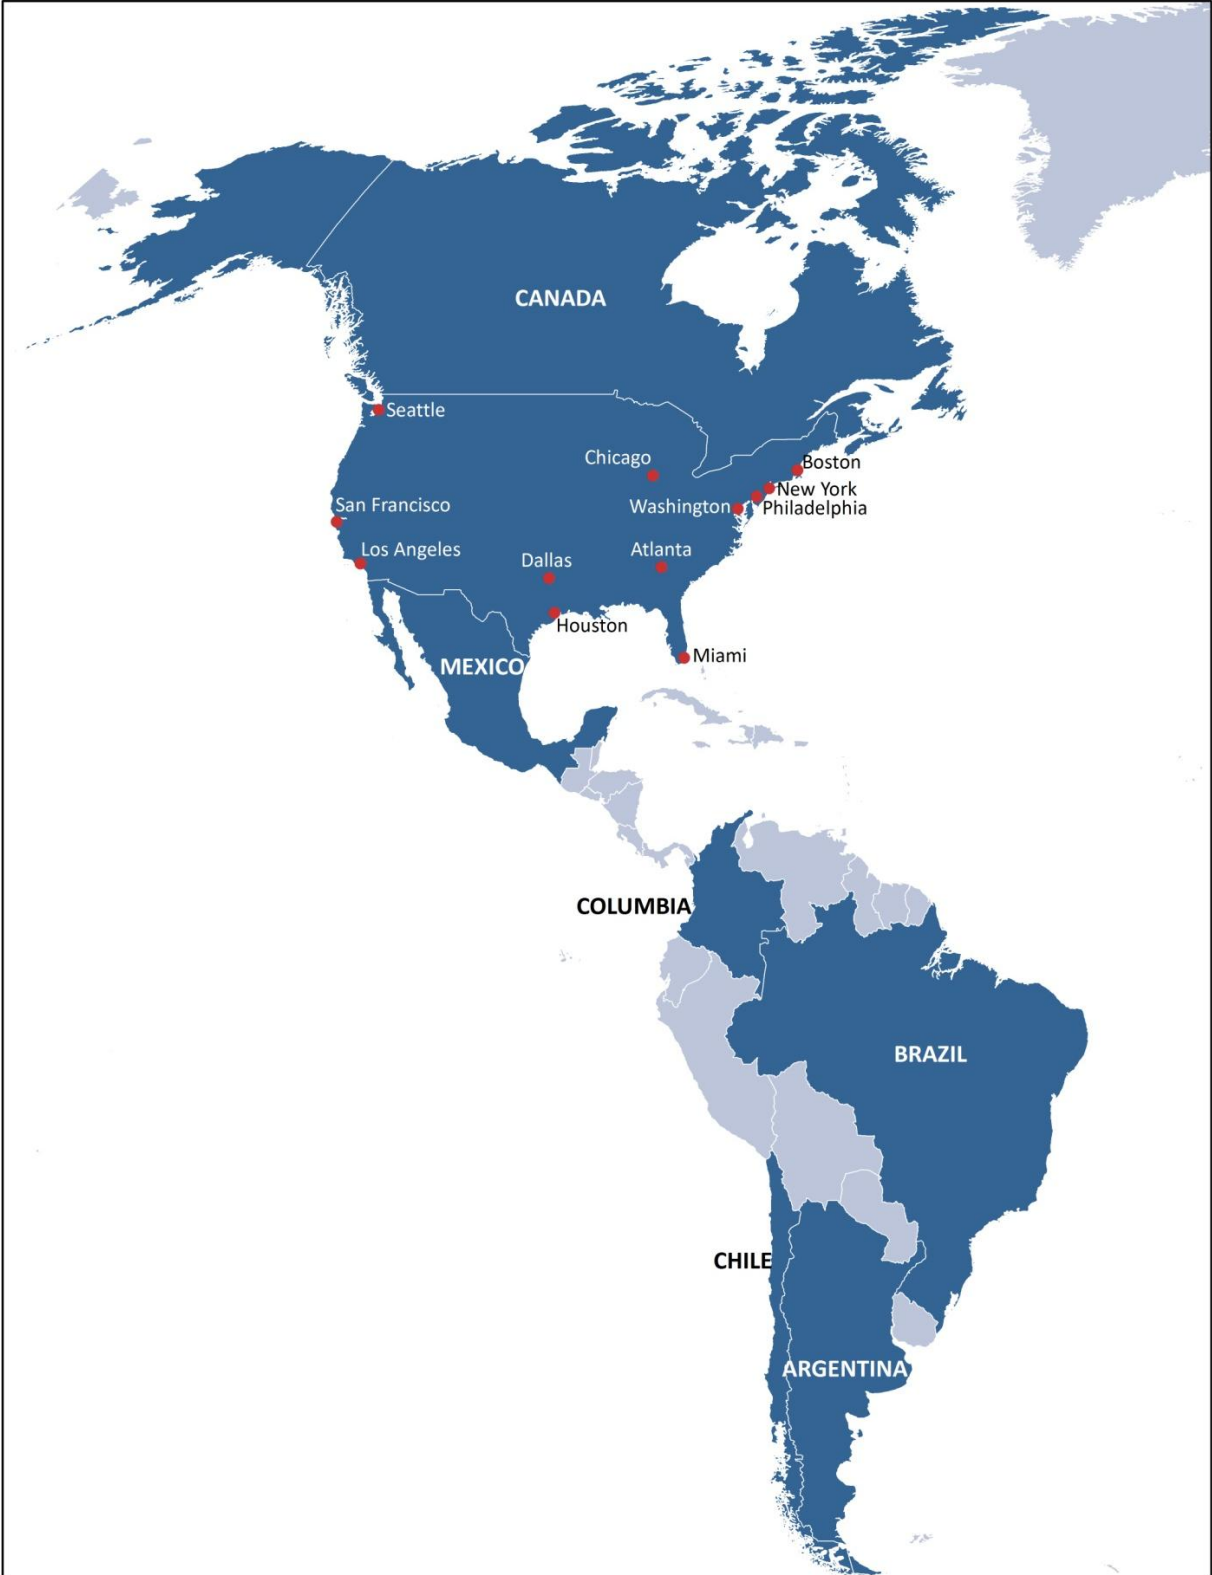 CANADA
Seattle
Chicago
Boston
New York
San Francisco
Washington
Philadelphia
Los Angeles
Dallas
Atlanta
Houston
Miami
MEXICO
COLUMBIA
BRAZIL
CHILE
ARGENTINA